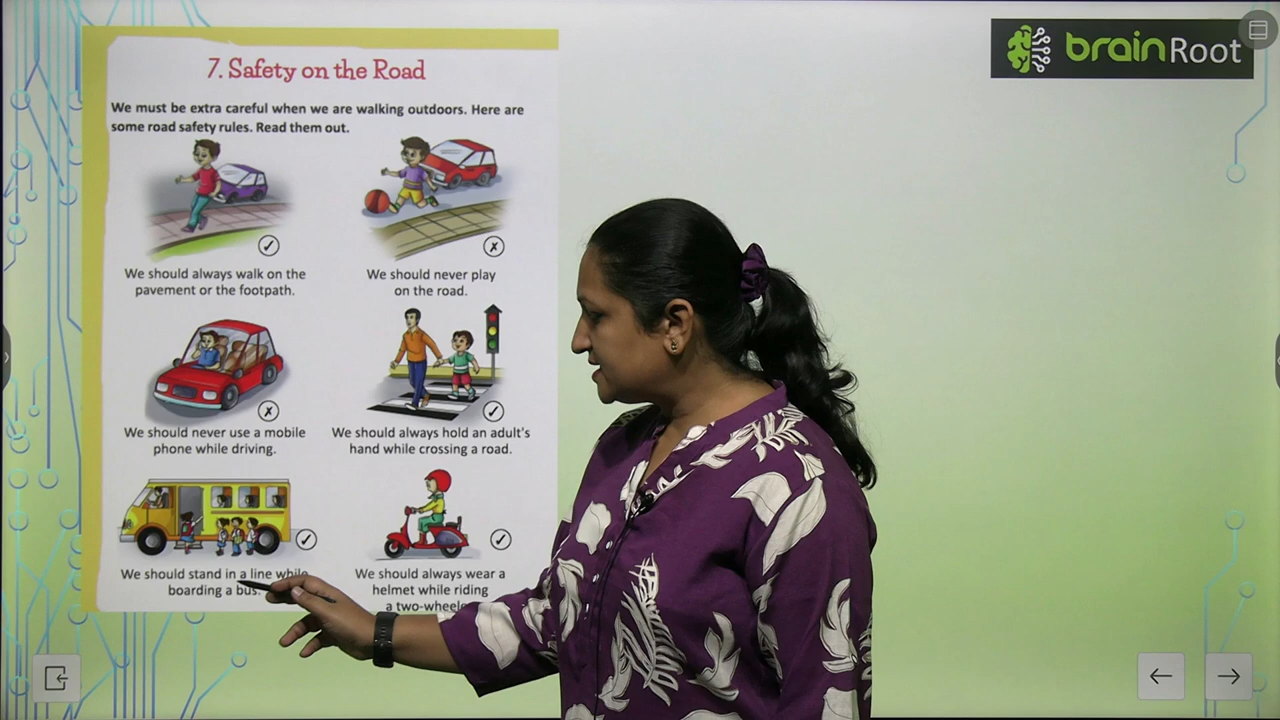 brainRoot
7. Safety on the Road
We must be extra careful when we are walking outdoors. Here are
some road safety rules. Read them out.
We should always walk on the
pavement or the footpath.
We should never play
on the road.
We should never use a mobile
phone while driving.
We should always hold an adult's
hand while crossing a road.
We should stand in a line while
boarding a bus.
We should always wear a
helmet while riding
a two-wheele